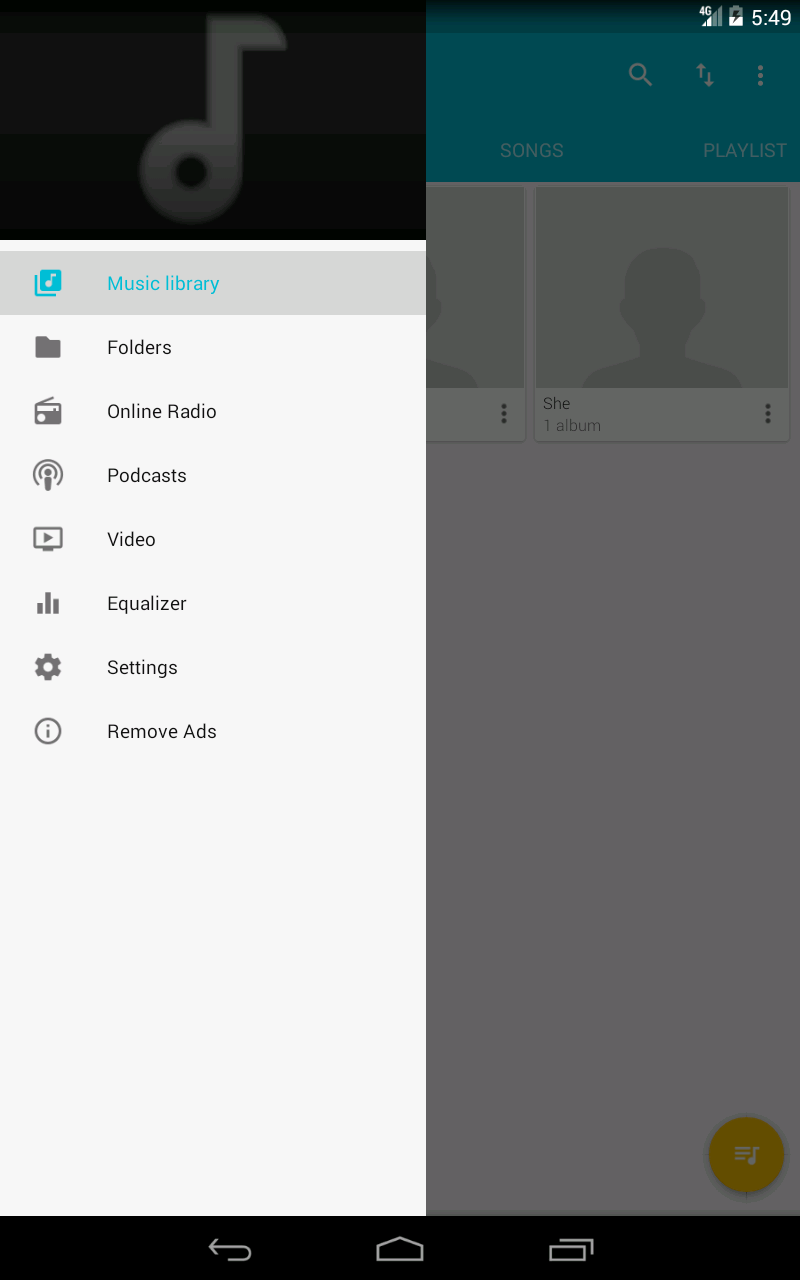 4G 5:49
SONGS PLAYLIST
Music library
Folders
She
Online Radio
1 album
Podcasts
Video
Equalizer
Settings
Remove Ads